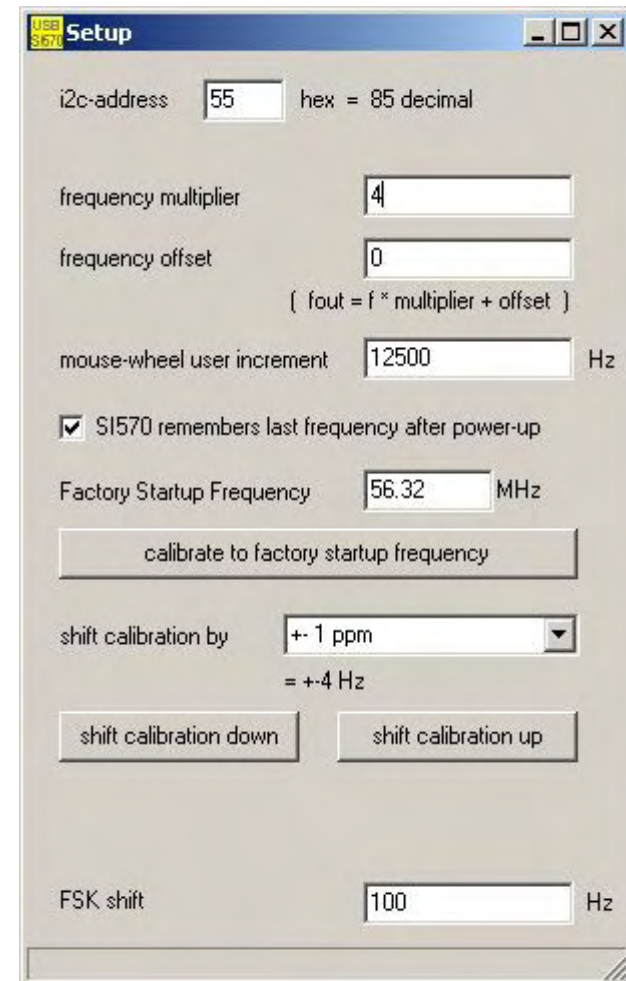 USB SI570 Setup
i2c-address 55 hex = 85 decimal
frequency multiplier 4
frequency offset 0
( fout = f * multiplier + offset )
mouse-wheel user increment 12500 Hz
SI570 remembers last frequency after power-up
Factory Startup Frequency 56.32 MHz
calibrate to factory startup frequency
shift calibration by +- 1 ppm
= +-4 Hz
shift calibration down shift calibration up
FSK shift 100 Hz